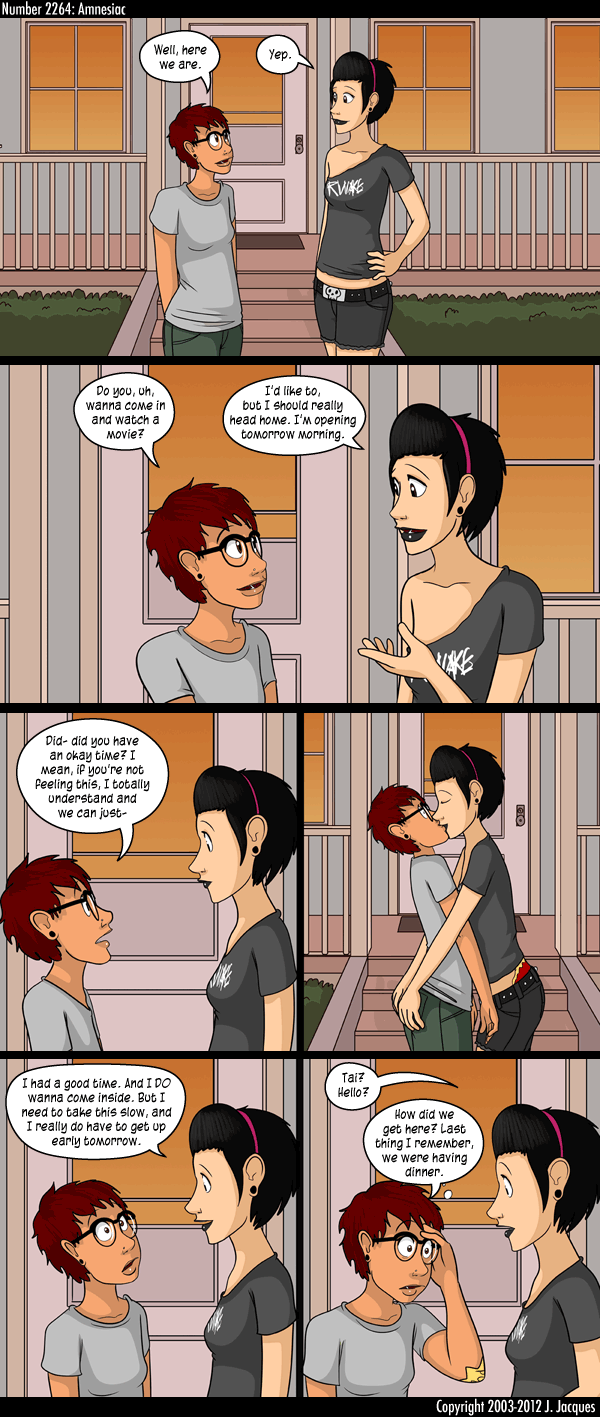 Number 2264: Amnesiac
Well, here
we are.
Yep.
Do you, uh,
wanna come in
and watch a
movie?
I'd like to,
but I should really
head home. I'm opening
tomorrow morning.
Did- did you have
an okay time? I
mean, if you're not
feeling this, I totally
understand and
we can just-
I had a good time. And I DO
wanna come inside. But I
need to take this slow, and
I really do have to get up
early tomorrow.
Tai?
Hello?
How did we
get here? Last
thing I remember,
we were having
dinner.
Copyright 2003-2012 J. Jacques